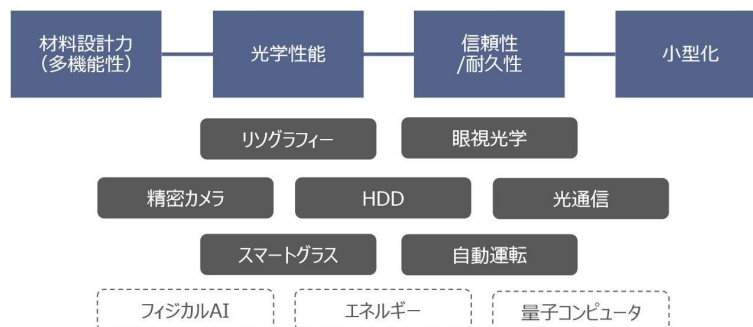 材料設計力
（多機能性）
光学性能
信頼性
/耐久性
小型化
リソグラフィー
眼視光学
精密カメラ
HDD
光通信
スマートグラス
自動運転
フィジカルAI
エネルギー
量子コンピュータ